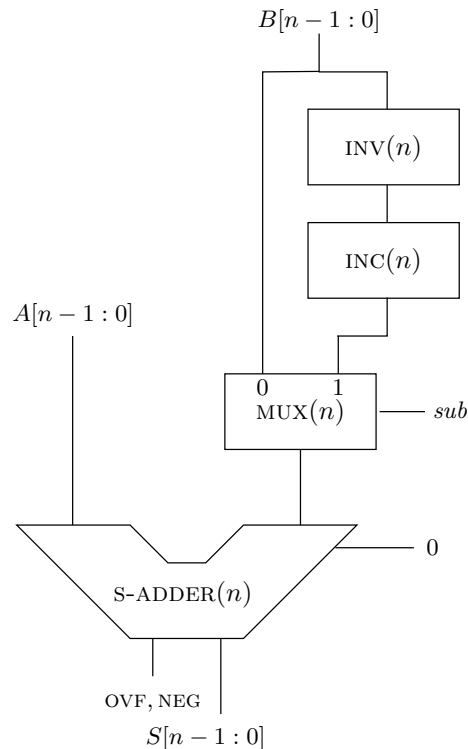 B[n − 1 : 0]
INV(n)
INC(n)
A[n − 1 : 0]
0 1
MUX(n)
sub
0
S-ADDER(n)
OVF, NEG
S[n − 1 : 0]